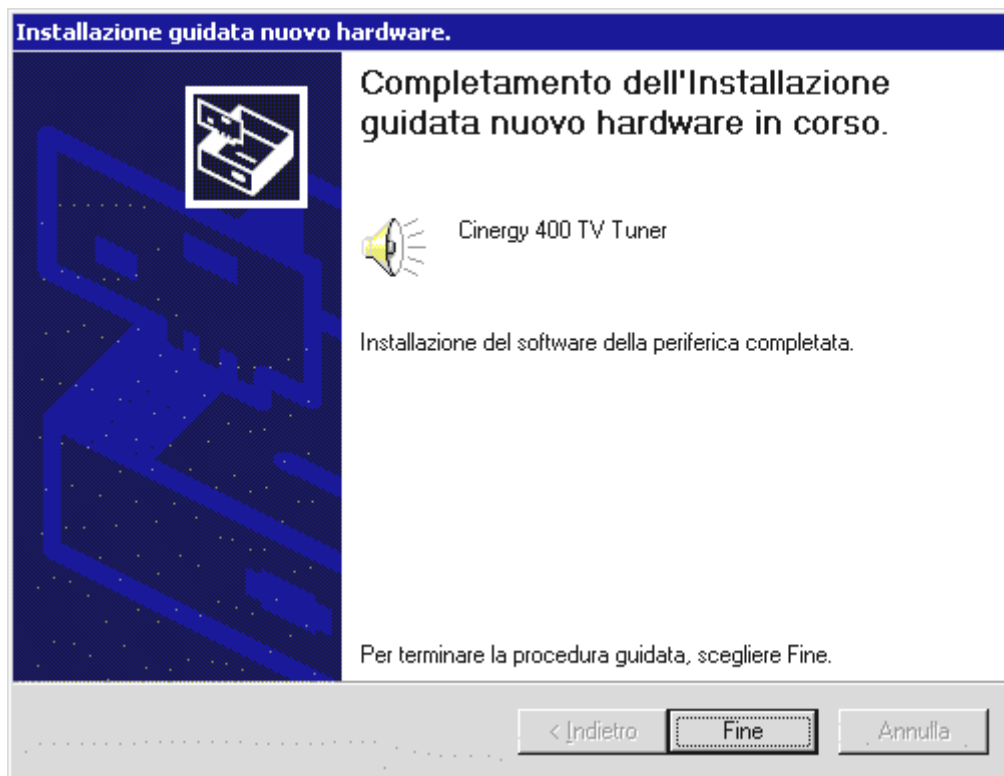 Installazione guidata nuovo hardware.
Completamento dell'Installazione
guidata nuovo hardware in corso.
Cinergy 400 TV Tuner
Installazione del software della periferica completata.
Per terminare la procedura guidata, scegliere Fine.
< Indietro Fine Annulla